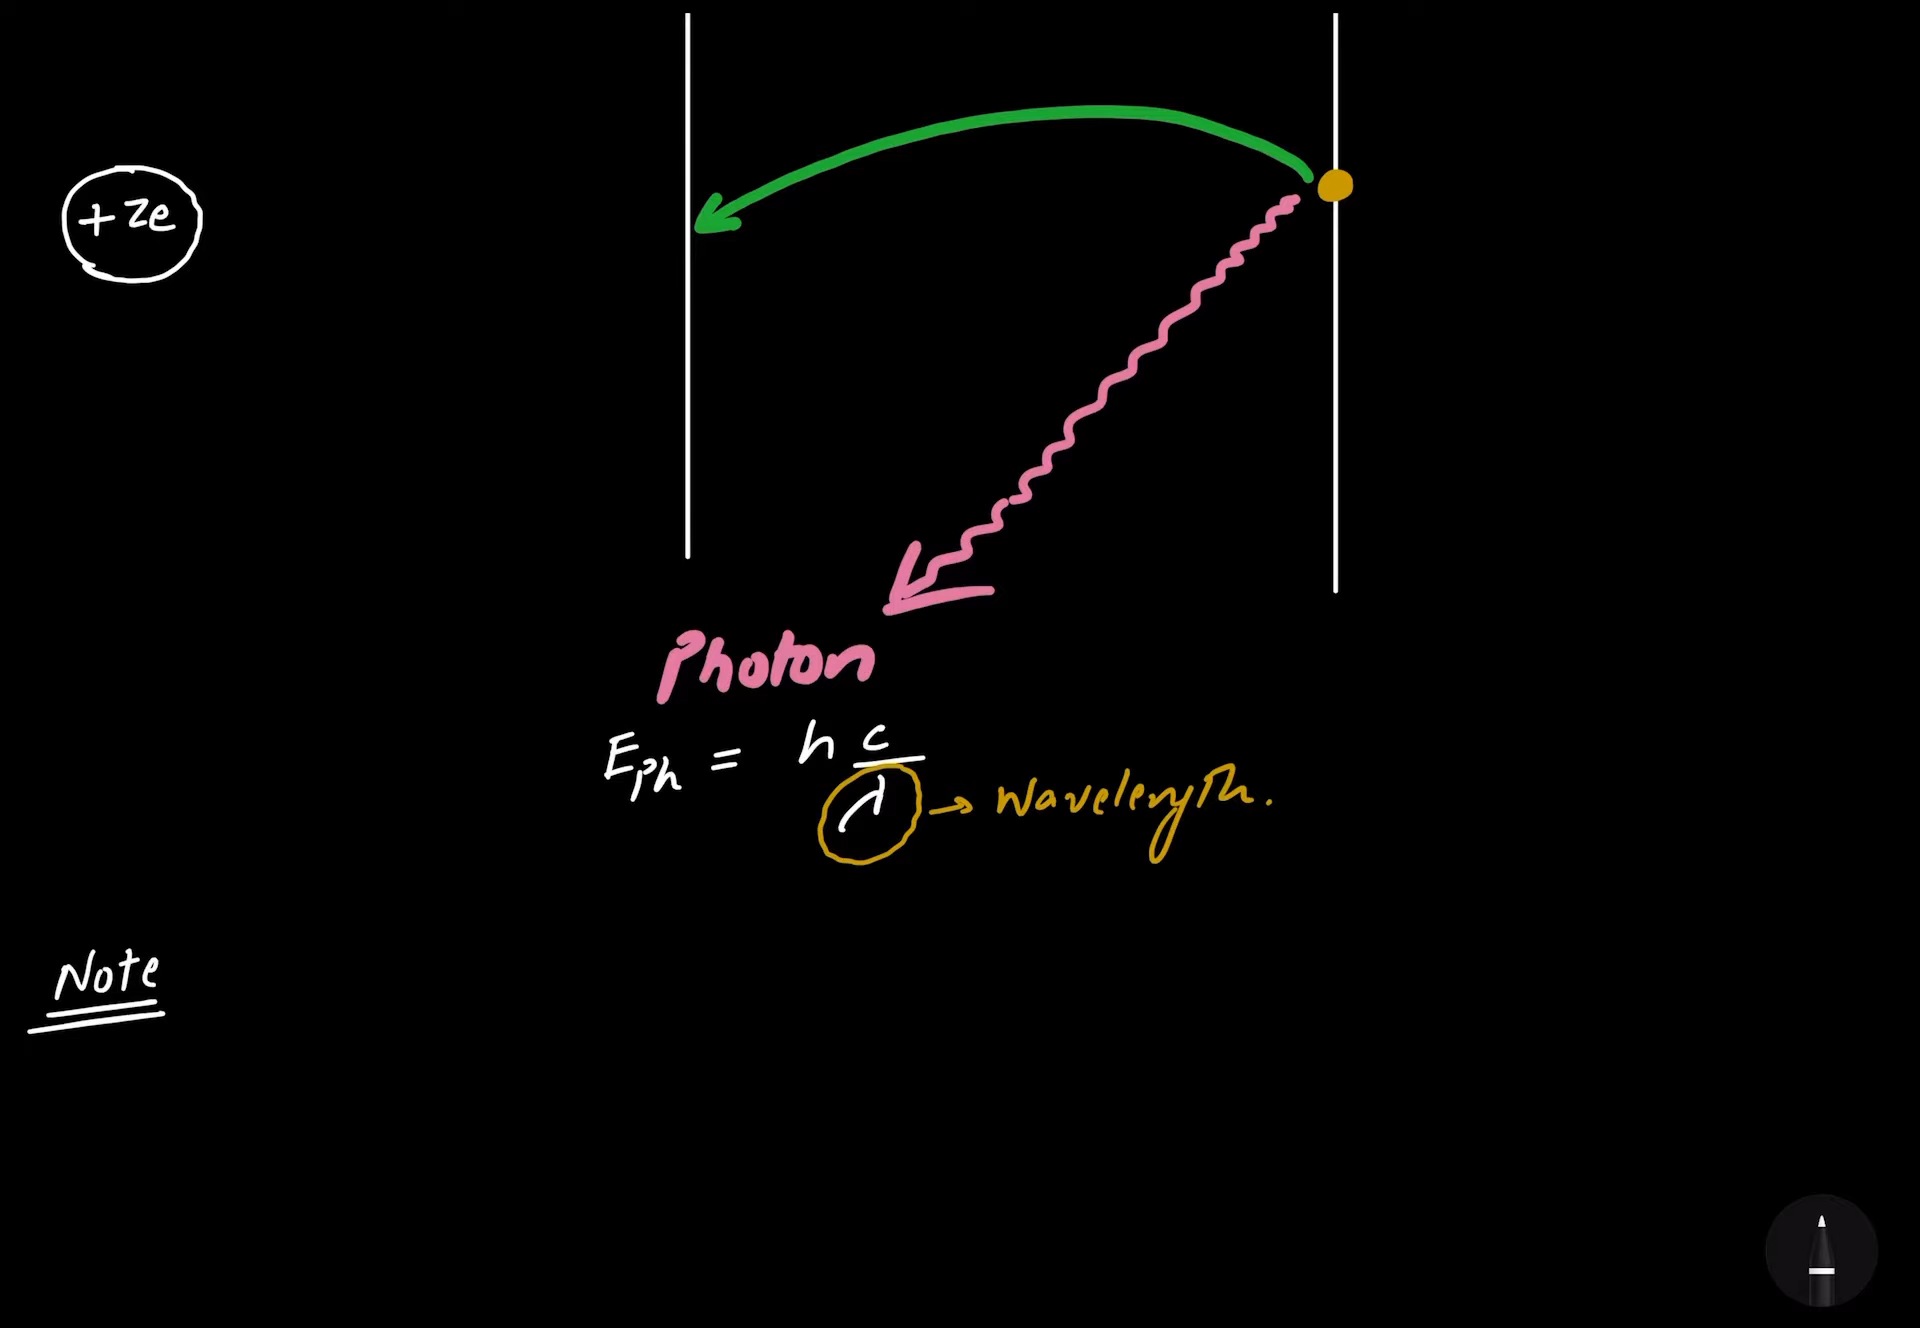 +Ze
Photon
Eph = hc/λ → Wavelength.
Note